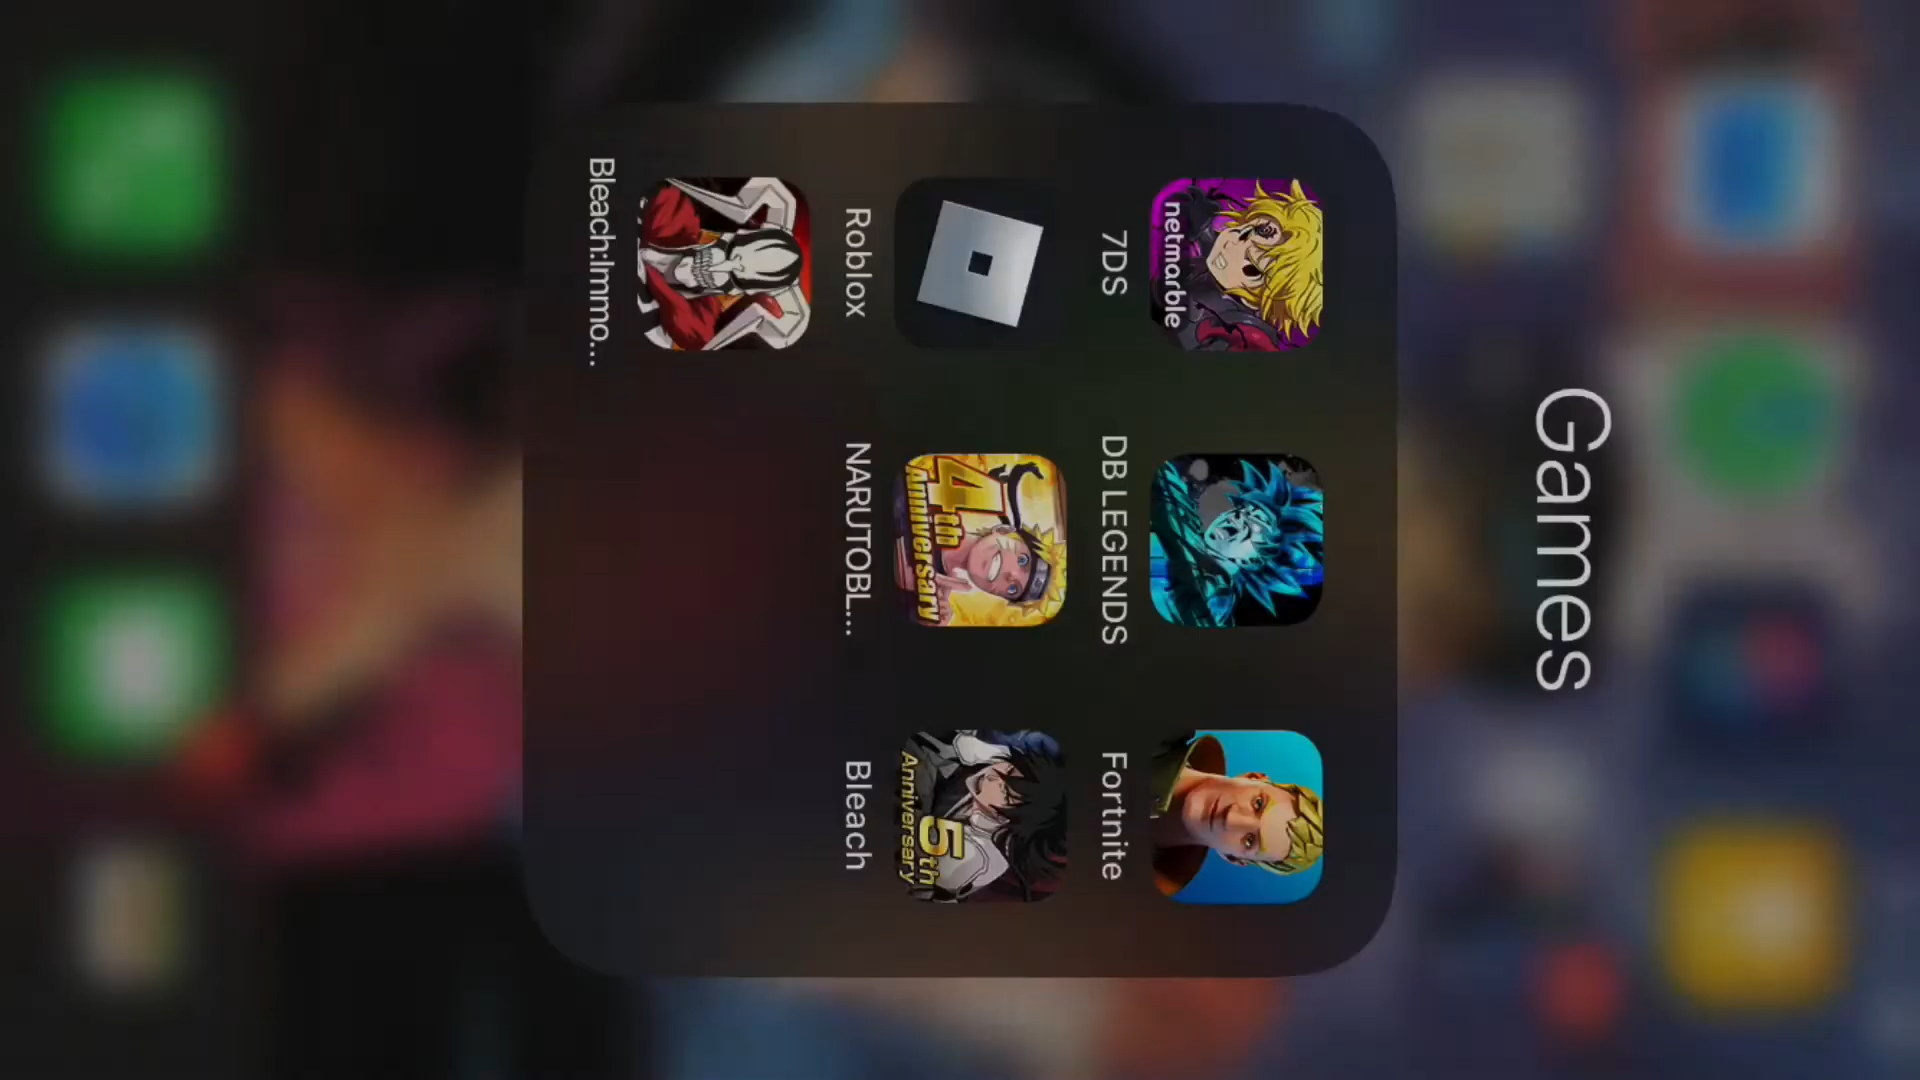 Games
netmarble
7DS
DB LEGENDS
Fortnite
4th
Anniversary
5th
Anniversary
Roblox
NARUTOBL...
Bleach
Bleach:Immo...